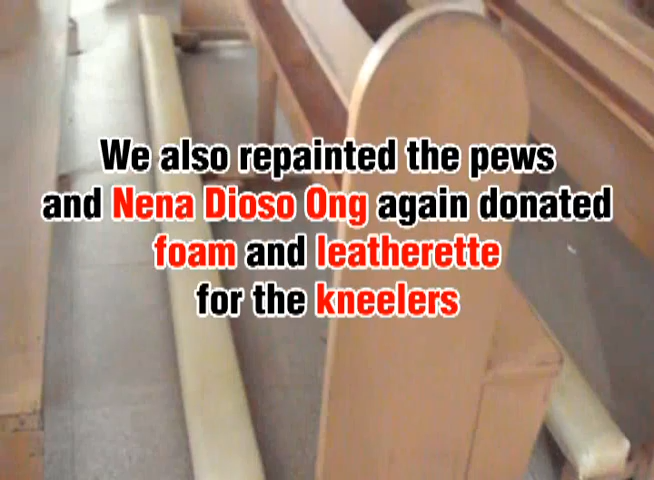 We also repainted the pews
and Nena Dioso Ong again donated
foam and leatherette
for the kneelers